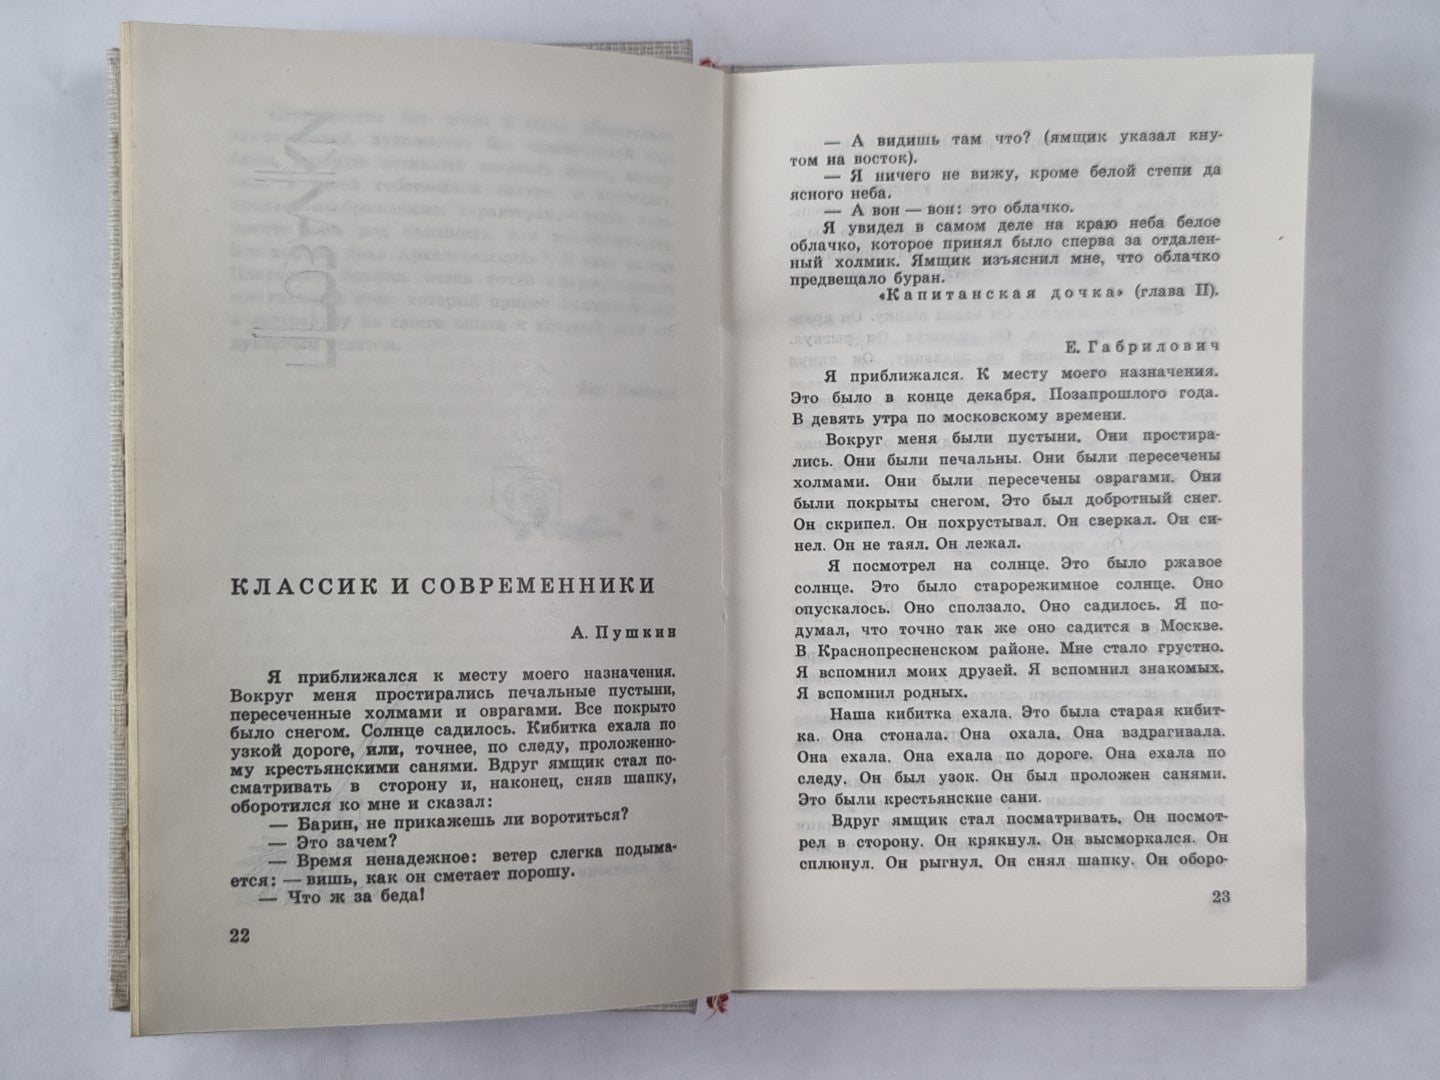 КЛАССИК И СОВРЕМЕННИКИ
А. Пушкин
Я приближался к месту моего назначения.
Вокруг меня простирались печальные пустыни,
пересеченные холмами и оврагами. Все покрыто
было снегом. Солнце садилось. Кибитка ехала по
узкой дороге, или, точнее, по следу, проложенно-
му крестьянскими санями. Вдруг ямщик стал по-
сматривать в сторону и, наконец, сняв шапку,
оборотился ко мне и сказал:
— Барин, не прикажешь ли воротиться?
— Это зачем?
— Время ненадежное: ветер слегка подыма-
ется: — вишь, как он сметает порошу.
— Что ж за беда!
22
— А видишь там что? (ямщик указал кну-
том на восток).
— Я ничего не вижу, кроме белой степи да
ясного неба.
— А вон — вон: это облачко.
Я увидел в самом деле на краю неба белое
облачко, которое принял было сперва за отдален-
ный холмик. Ямщик изъяснил мне, что облачко
предвещало буран.
«Капитанская дочка» (глава II).
Е. Габрилович
Я приближался. К месту моего назначения.
Это было в конце декабря. Позапрошлого года.
В девять утра по московскому времени.
Вокруг меня были пустыни. Они простира-
лись. Они были печальны. Они были пересечены
холмами. Они были пересечены оврагами. Они
были покрыты снегом. Это был добротный снег.
Он скрипел. Он похрустывал. Он сверкал. Он си-
нел. Он не таял. Он лежал.
Я посмотрел на солнце. Это было ржавое
солнце. Это было старорежимное солнце. Оно
опускалось. Оно сползало. Оно садилось. Я по-
думал, что точно так же оно садится в Москве.
В Краснопресненском районе. Мне стало грустно.
Я вспомнил моих друзей. Я вспомнил знакомых.
Я вспомнил родных.
Наша кибитка ехала. Это была старая кибит-
ка. Она стонала. Она охала. Она вздрагивала.
Она ехала. Она ехала по дороге. Она ехала по
следу. Он был узок. Он был проложен санями.
Это были крестьянские сани.
Вдруг ямщик стал посматривать. Он посмот-
рел в сторону. Он крякнул. Он высморкался. Он
сплюнул. Он рыгнул. Он снял шапку. Он оборо-
23